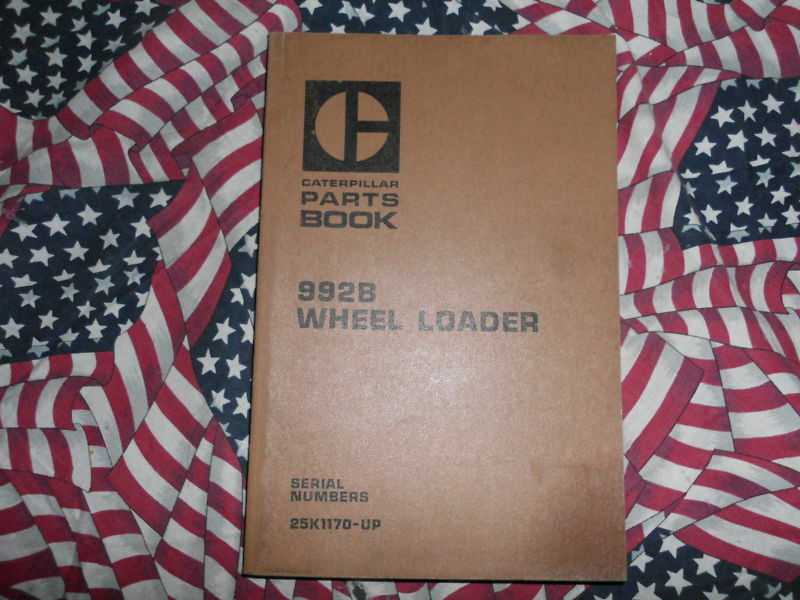 CATERPILLAR
PARTS
BOOK
992B
WHEEL LOADER
SERIAL
NUMBERS
25K1170-UP